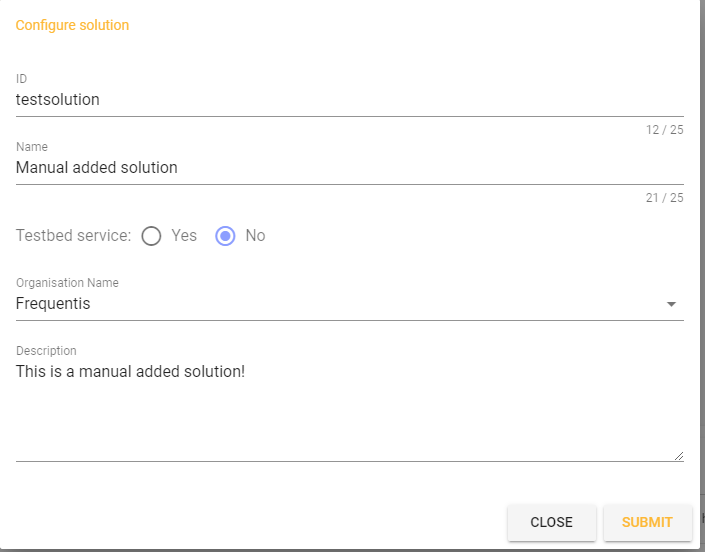 Configure solution
ID
testsolution
12 / 25
Name
Manual added solution
21 / 25
Testbed service: Yes No
Organisation Name
Frequentis
Description
This is a manual added solution!
CLOSE SUBMIT